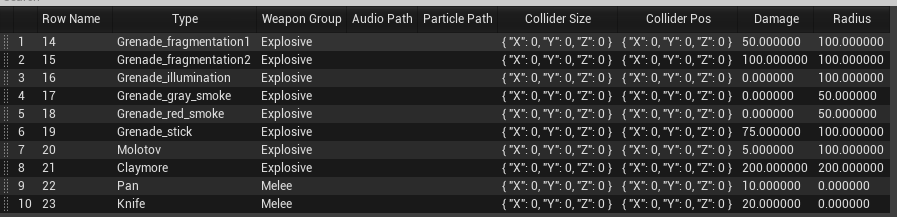 Row Name Type Weapon Group Audio Path Particle Path Collider Size Collider Pos Damage Radius
1 14 Grenade_fragmentation1 Explosive { "X": 0, "Y": 0, "Z": 0 } { "X": 0, "Y": 0, "Z": 0 } 50.000000 100.000000
2 15 Grenade_fragmentation2 Explosive { "X": 0, "Y": 0, "Z": 0 } { "X": 0, "Y": 0, "Z": 0 } 100.000000 100.000000
3 16 Grenade_illumination Explosive { "X": 0, "Y": 0, "Z": 0 } { "X": 0, "Y": 0, "Z": 0 } 0.000000 100.000000
4 17 Grenade_gray_smoke Explosive { "X": 0, "Y": 0, "Z": 0 } { "X": 0, "Y": 0, "Z": 0 } 0.000000 50.000000
5 18 Grenade_red_smoke Explosive { "X": 0, "Y": 0, "Z": 0 } { "X": 0, "Y": 0, "Z": 0 } 0.000000 50.000000
6 19 Grenade_stick Explosive { "X": 0, "Y": 0, "Z": 0 } { "X": 0, "Y": 0, "Z": 0 } 75.000000 100.000000
7 20 Molotov Explosive { "X": 0, "Y": 0, "Z": 0 } { "X": 0, "Y": 0, "Z": 0 } 5.000000 100.000000
8 21 Claymore Explosive { "X": 0, "Y": 0, "Z": 0 } { "X": 0, "Y": 0, "Z": 0 } 200.000000 200.000000
9 22 Pan Melee { "X": 0, "Y": 0, "Z": 0 } { "X": 0, "Y": 0, "Z": 0 } 10.000000 0.000000
10 23 Knife Melee { "X": 0, "Y": 0, "Z": 0 } { "X": 0, "Y": 0, "Z": 0 } 20.000000 0.000000